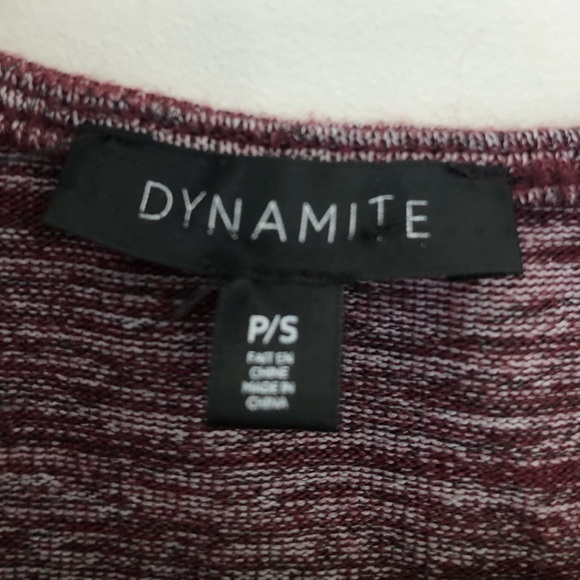 DYNAMITE
P/S
FAIT EN
CHINE
MADE IN
CHINA